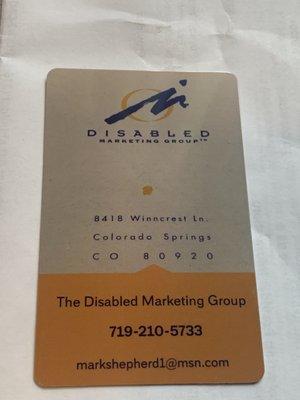 DISABLED
MARKETING GROUP™
8418 Winncrest Ln.
Colorado Springs
CO 80920
The Disabled Marketing Group
719-210-5733
markshepherd1@msn.com